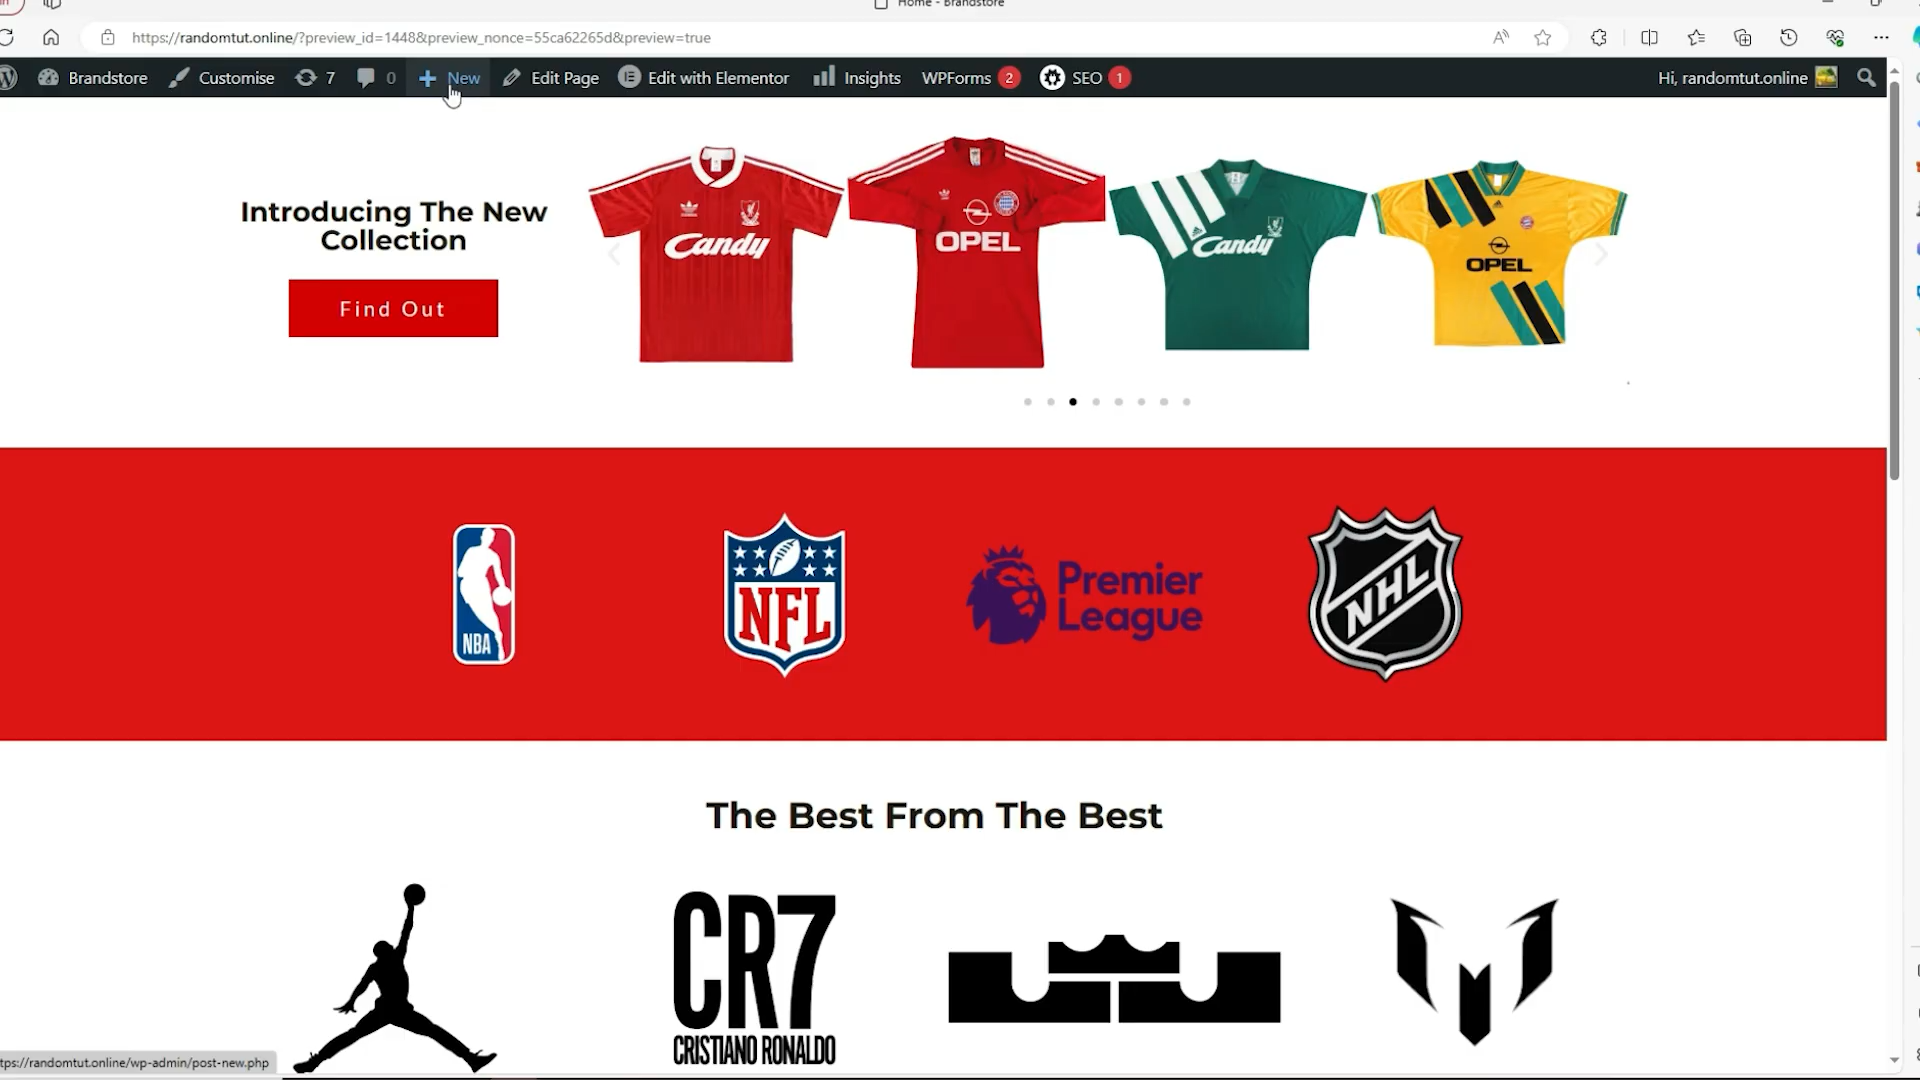 Home - Brandstore
https://randomtut.online/?preview_id=1448&preview_nonce=55ca62265d&preview=true
Brandstore Customise 7 0 New Edit Page Edit with Elementor Insights WPForms 2 SEO 1 Hi, randomtut.online
Introducing The New
Collection
Find Out
Candy
OPEL
Candy
OPEL
NBA
NFL
Premier
League
NHL
The Best From The Best
CR7
CRISTIANO RONALDO
tps://randomtut.online/wp-admin/post-new.php